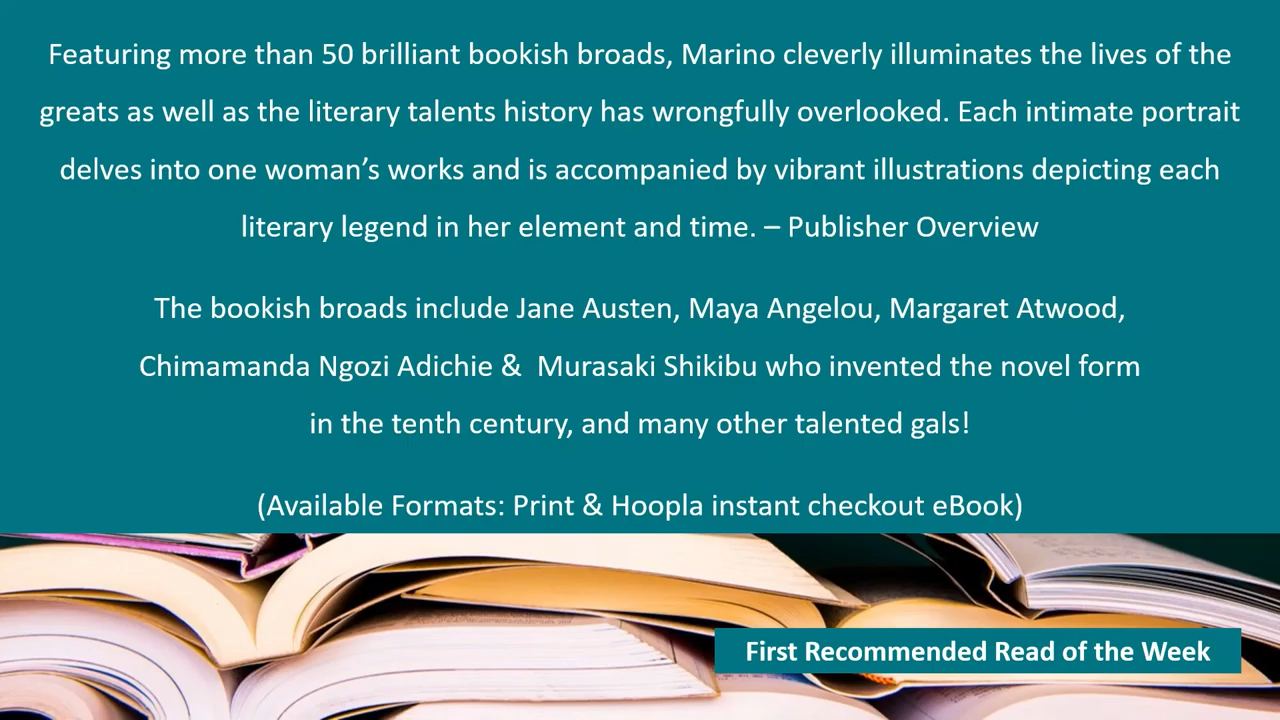 Featuring more than 50 brilliant bookish broads, Marino cleverly illuminates the lives of the
greats as well as the literary talents history has wrongfully overlooked. Each intimate portrait
delves into one woman’s works and is accompanied by vibrant illustrations depicting each
literary legend in her element and time. – Publisher Overview
The bookish broads include Jane Austen, Maya Angelou, Margaret Atwood,
Chimamanda Ngozi Adichie &  Murasaki Shikibu who invented the novel form
in the tenth century, and many other talented gals!
(Available Formats: Print & Hoopla instant checkout eBook)
First Recommended Read of the Week